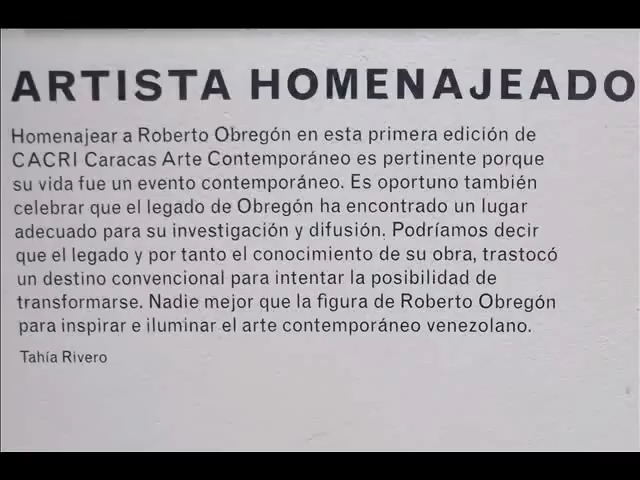 ARTISTA HOMENAJEADO
Homenajear a Roberto Obregón en esta primera edición de
CACRI Caracas Arte Contemporáneo es pertinente porque
su vida fue un evento contemporáneo. Es oportuno también
celebrar que el legado de Obregón ha encontrado un lugar
adecuado para su investigación y difusión. Podríamos decir
que el legado y por tanto el conocimiento de su obra, trastocó
un destino convencional para intentar la posibilidad de
transformarse. Nadie mejor que la figura de Roberto Obregón
para inspirar e iluminar el arte contemporáneo venezolano.
Tahía Rivero